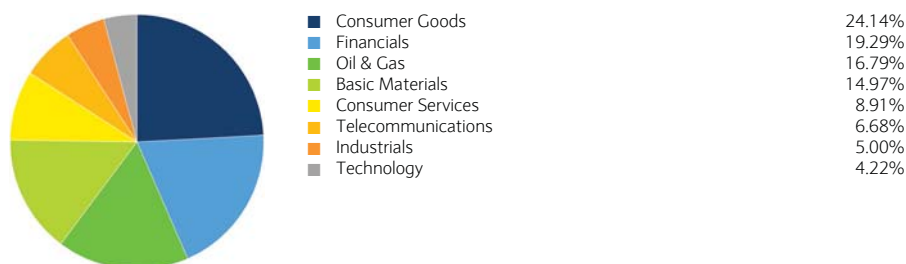 Consumer Goods 24.14%
Financials 19.29%
Oil & Gas 16.79%
Basic Materials 14.97%
Consumer Services 8.91%
Telecommunications 6.68%
Industrials 5.00%
Technology 4.22%